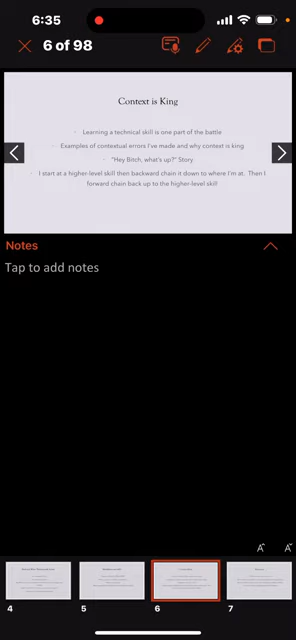 6:35
6 of 98
Context is King
Learning a technical skill is one part of the battle
Examples of contextual errors I've made and why context is king
"Hey Bitch, what's up?" Story.
I start at a higher-level skill then backward chain it down to where I'm at. Then I
forward chain back up to the higher-level skill
Notes
Tap to add notes
A A
4 5 6 7